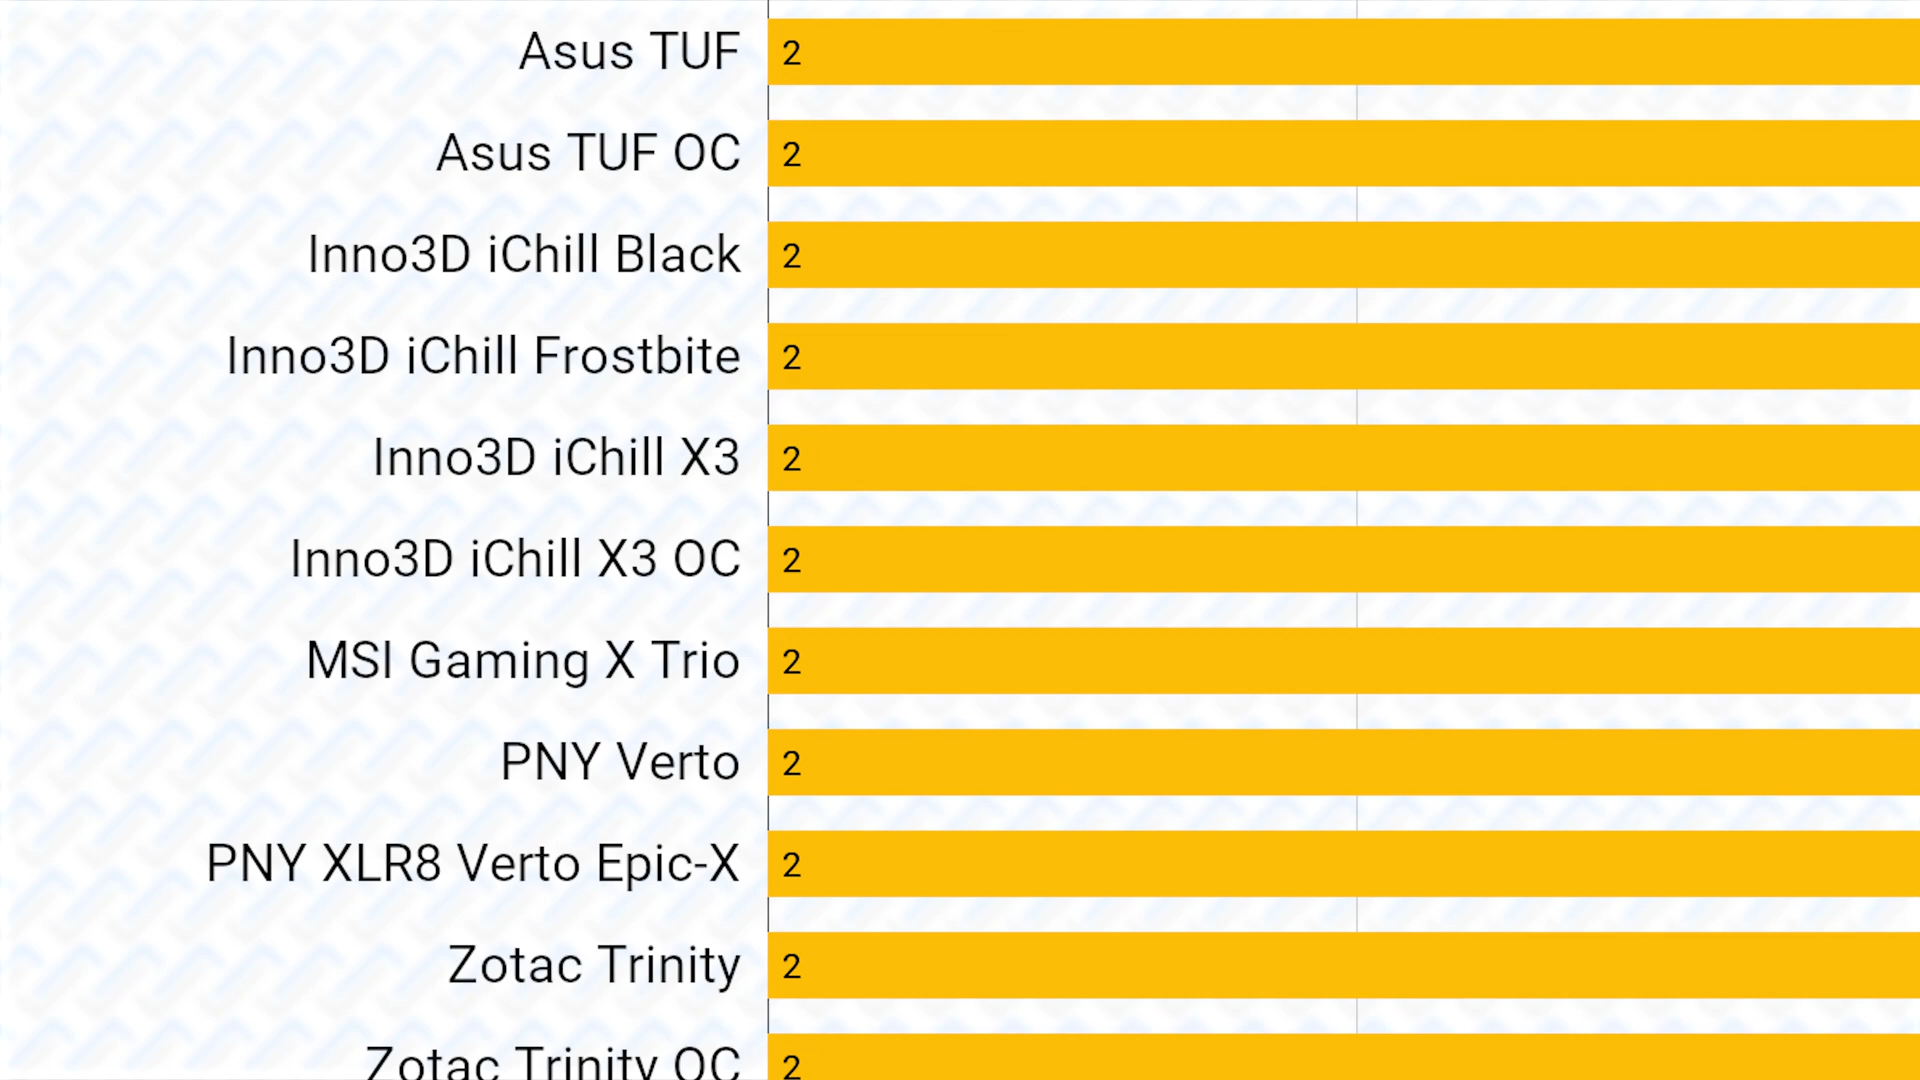 Asus TUF 2
Asus TUF OC 2
Inno3D iChill Black 2
Inno3D iChill Frostbite 2
Inno3D iChill X3 2
Inno3D iChill X3 OC 2
MSI Gaming X Trio 2
PNY Verto 2
PNY XLR8 Verto Epic-X 2
Zotac Trinity 2
Zotac Trinity OC 2